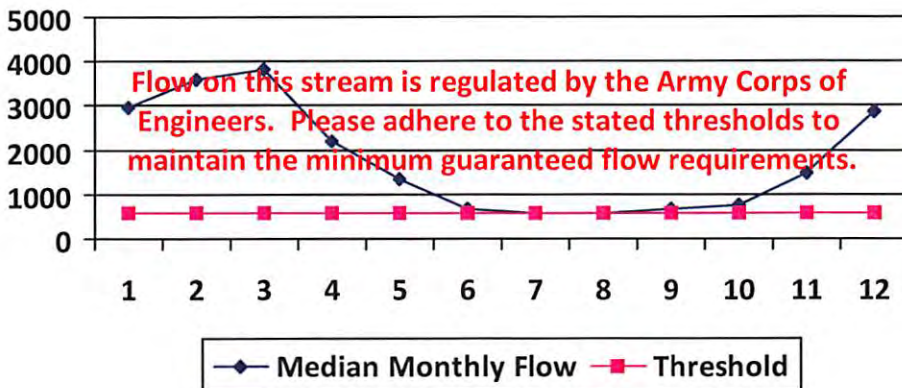 5000
4000
3000
2000
1000
0
Flow on this stream is regulated by the Army Corps of
Engineers. Please adhere to the stated thresholds to
maintain the minimum guaranteed flow requirements.
1 2 3 4 5 6 7 8 9 10 11 12
Median Monthly Flow Threshold